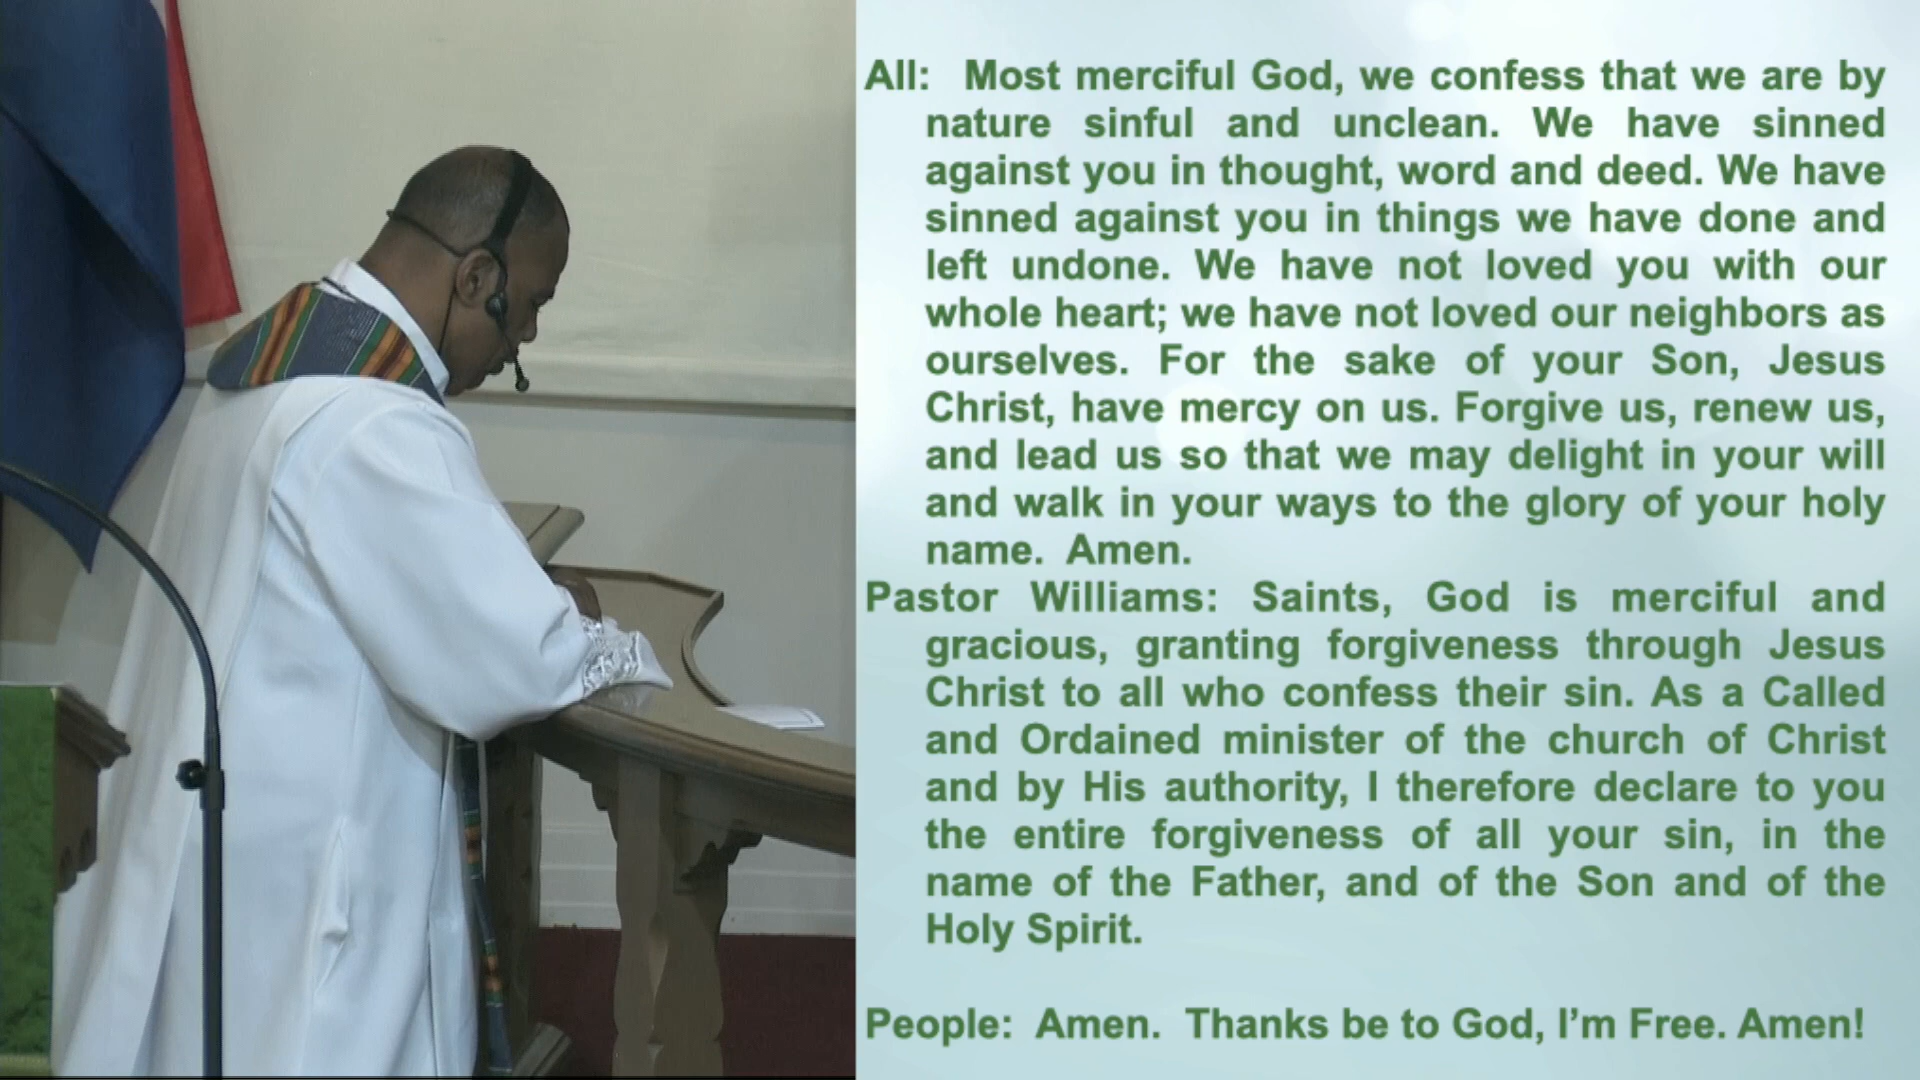 All: Most merciful God, we confess that we are by
nature sinful and unclean. We have sinned
against you in thought, word and deed. We have
sinned against you in things we have done and
left undone. We have not loved you with our
whole heart; we have not loved our neighbors as
ourselves. For the sake of your Son, Jesus
Christ, have mercy on us. Forgive us, renew us,
and lead us so that we may delight in your will
and walk in your ways to the glory of your holy
name. Amen.
Pastor Williams: Saints, God is merciful and
gracious, granting forgiveness through Jesus
Christ to all who confess their sin. As a Called
and Ordained minister of the church of Christ
and by His authority, I therefore declare to you
the entire forgiveness of all your sin, in the
name of the Father, and of the Son and of the
Holy Spirit.
People: Amen. Thanks be to God, I'm Free. Amen!